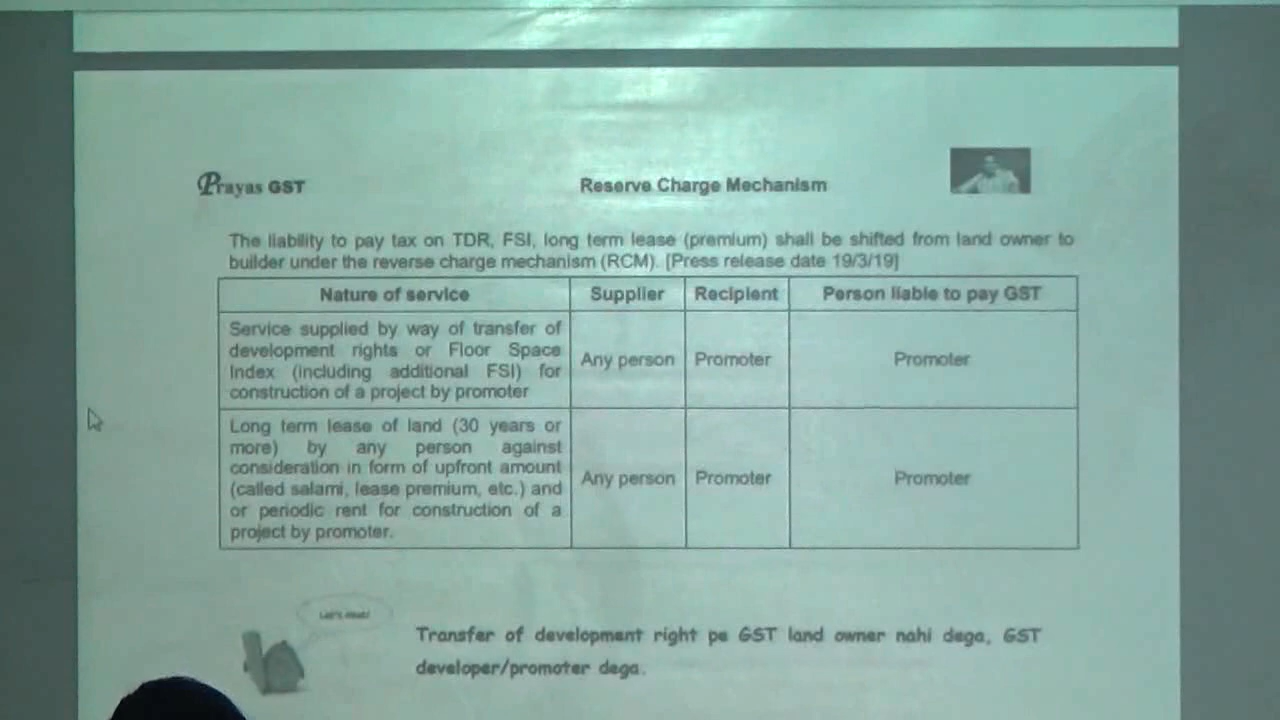 Prayas GST
Reserve Charge Mechanism
The liability to pay tax on TDR, FSI, long term lease (premium) shall be shifted from land owner to
builder under the reverse charge mechanism (RCM). [Press release date 19/3/19]
Nature of service
Supplier
Recipient
Person liable to pay GST
Service supplied by way of transfer of
development rights or Floor Space
Index (including additional FSI) for
construction of a project by promoter
Any person
Promoter
Promoter
Long term lease of land (30 years or
more) by any person against
consideration in form of upfront amount
(called salami, lease premium, etc.) and
or periodic rent for construction of a
project by promoter.
Any person
Promoter
Promoter
Transfer of development right pe GST land owner nahi dega, GST
developer/promoter dega.